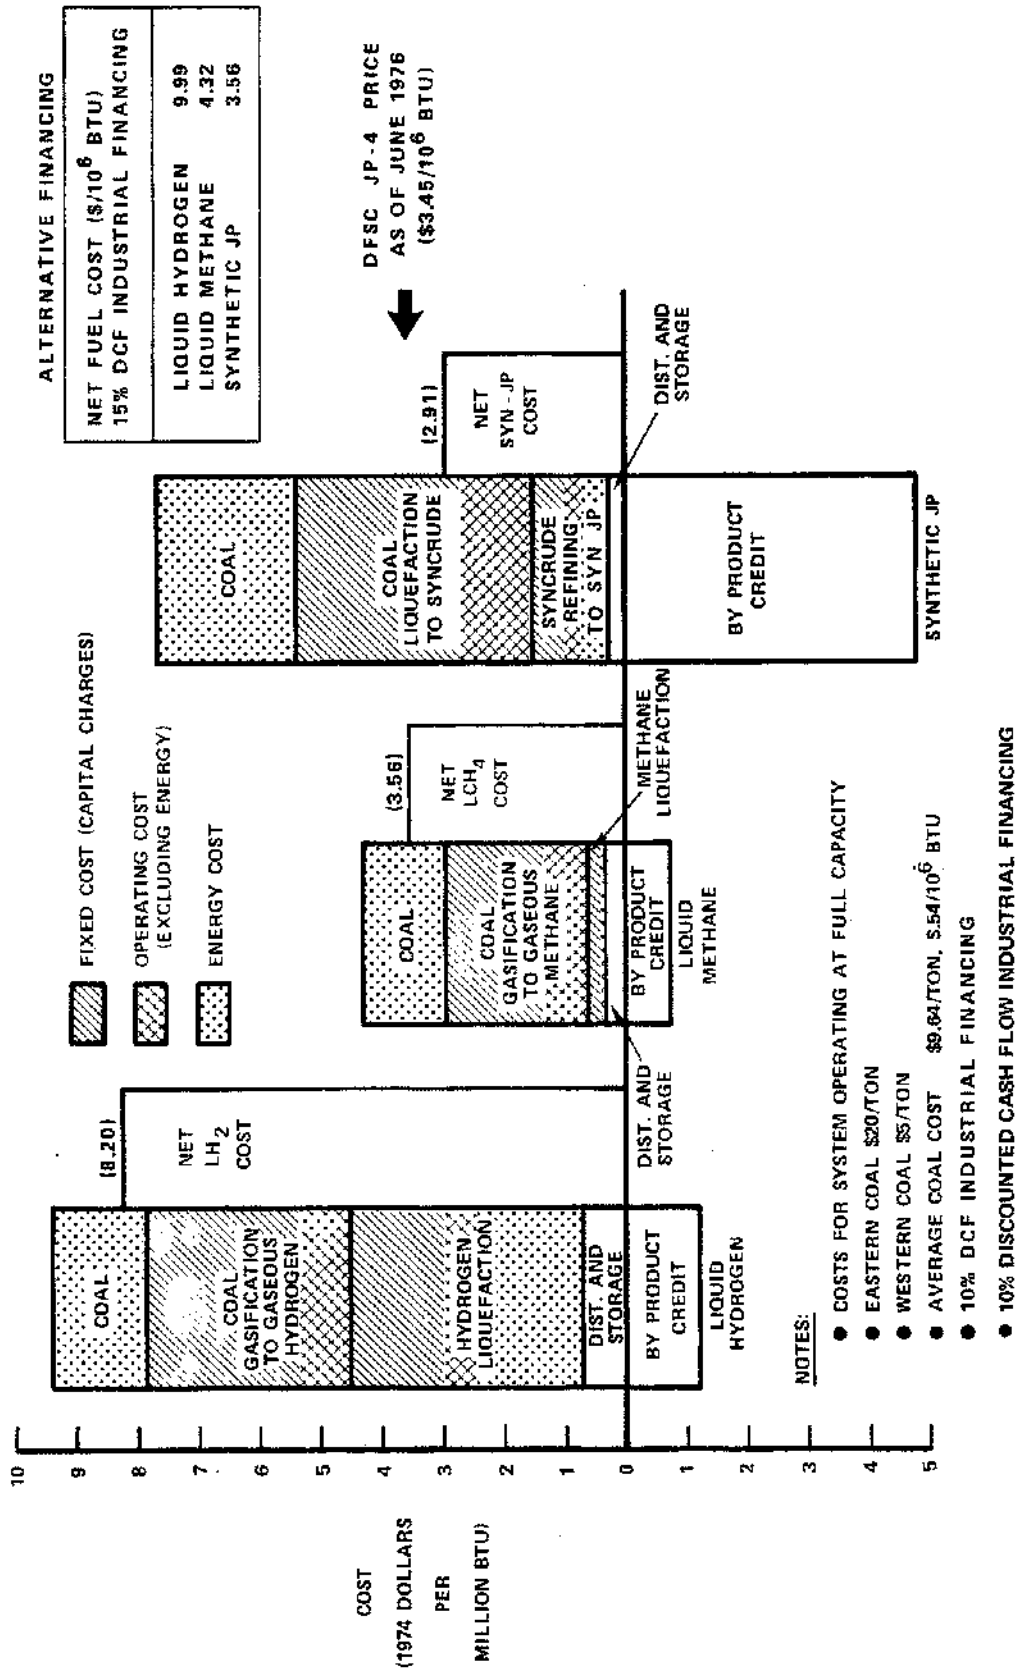 ALTERNATIVE FINANCING
NET FUEL COST ($/10⁶ BTU)
15% DCF INDUSTRIAL FINANCING
LIQUID HYDROGEN 9.99
LIQUID METHANE 4.32
SYNTHETIC JP 3.56
DFSC JP-4 PRICE
AS OF JUNE 1976
($3.45/10⁶ BTU)
FIXED COST (CAPITAL CHARGES)
OPERATING COST
(EXCLUDING ENERGY)
ENERGY COST
COST
(1974 DOLLARS
PER
MILLION BTU)
10
9
8
7
6
5
4
3
2
1
0
1
2
3
4
5
COAL
COAL
GASIFICATION
TO GASEOUS
HYDROGEN
HYDROGEN
LIQUEFACTION
DIST. AND
STORAGE
BY PRODUCT
CREDIT
LIQUID
HYDROGEN
(8.20)
NET
LH₂
COST
DIST. AND
STORAGE
COAL
COAL
GASIFICATION
TO GASEOUS
METHANE
BY PRODUCT
CREDIT
LIQUID
METHANE
(3.56)
NET
LCH₄
COST
METHANE
LIQUEFACTION
COAL
COAL
LIQUEFACTION
TO SYNCRUDE
SYNCRUDE
REFINING
TO SYN JP
BY PRODUCT
CREDIT
SYNTHETIC JP
(2.91)
NET
SYN-JP
COST
DIST. AND
STORAGE
NOTES:
● COSTS FOR SYSTEM OPERATING AT FULL CAPACITY
● EASTERN COAL $20/TON
● WESTERN COAL $5/TON
● AVERAGE COAL COST $9.64/TON, $.54/10⁶ BTU
● 10% DCF INDUSTRIAL FINANCING
● 10% DISCOUNTED CASH FLOW INDUSTRIAL FINANCING